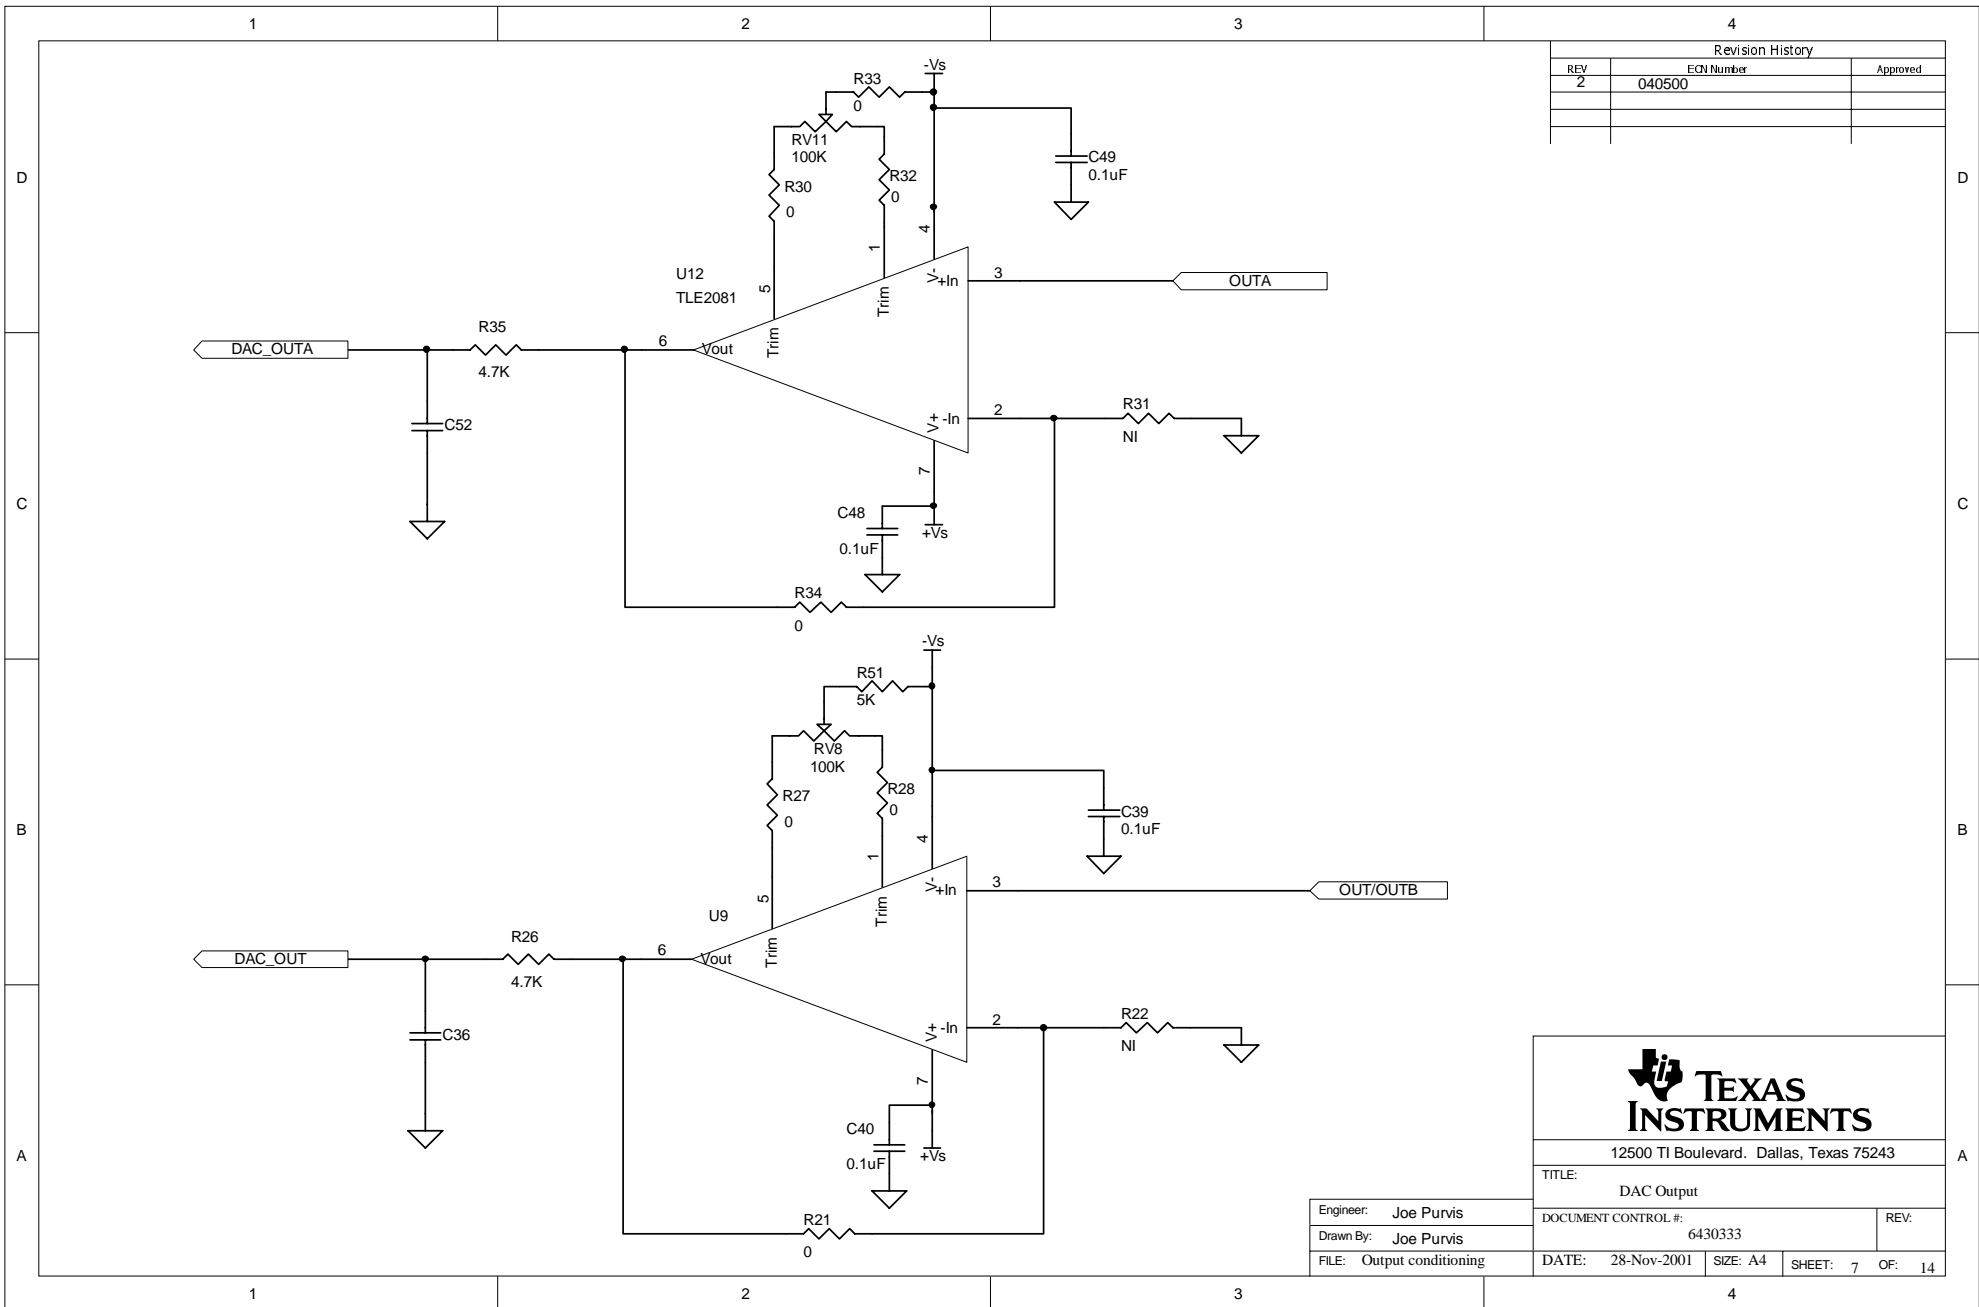 1 2 3 4
Revision History
REV ECN Number Approved
2 040500
D D
C C
B B
A A
-Vs
R33
0
RV11
100K
R30
0
R32
0
C49
0.1uF
4
1
5
U12
TLE2081
Trim
Trim
V-
+In
3
OUTA
DAC_OUTA
R35
4.7K
6
Vout
C52
V+
-In
2
R31
NI
7
C48
0.1uF
+Vs
R34
0
-Vs
R51
5K
RV8
100K
R27
0
R28
0
C39
0.1uF
4
1
5
U9
Trim
Trim
V-
+In
3
OUT/OUTB
DAC_OUT
R26
4.7K
6
Vout
C36
V+
-In
2
R22
NI
7
C40
0.1uF
+Vs
R21
0
TEXAS
INSTRUMENTS
12500 TI Boulevard. Dallas, Texas 75243
TITLE:
DAC Output
Engineer: Joe Purvis
Drawn By: Joe Purvis
FILE: Output conditioning
DOCUMENT CONTROL #:
6430333
REV:
DATE: 28-Nov-2001
SIZE: A4
SHEET: 7 OF: 14
1 2 3 4